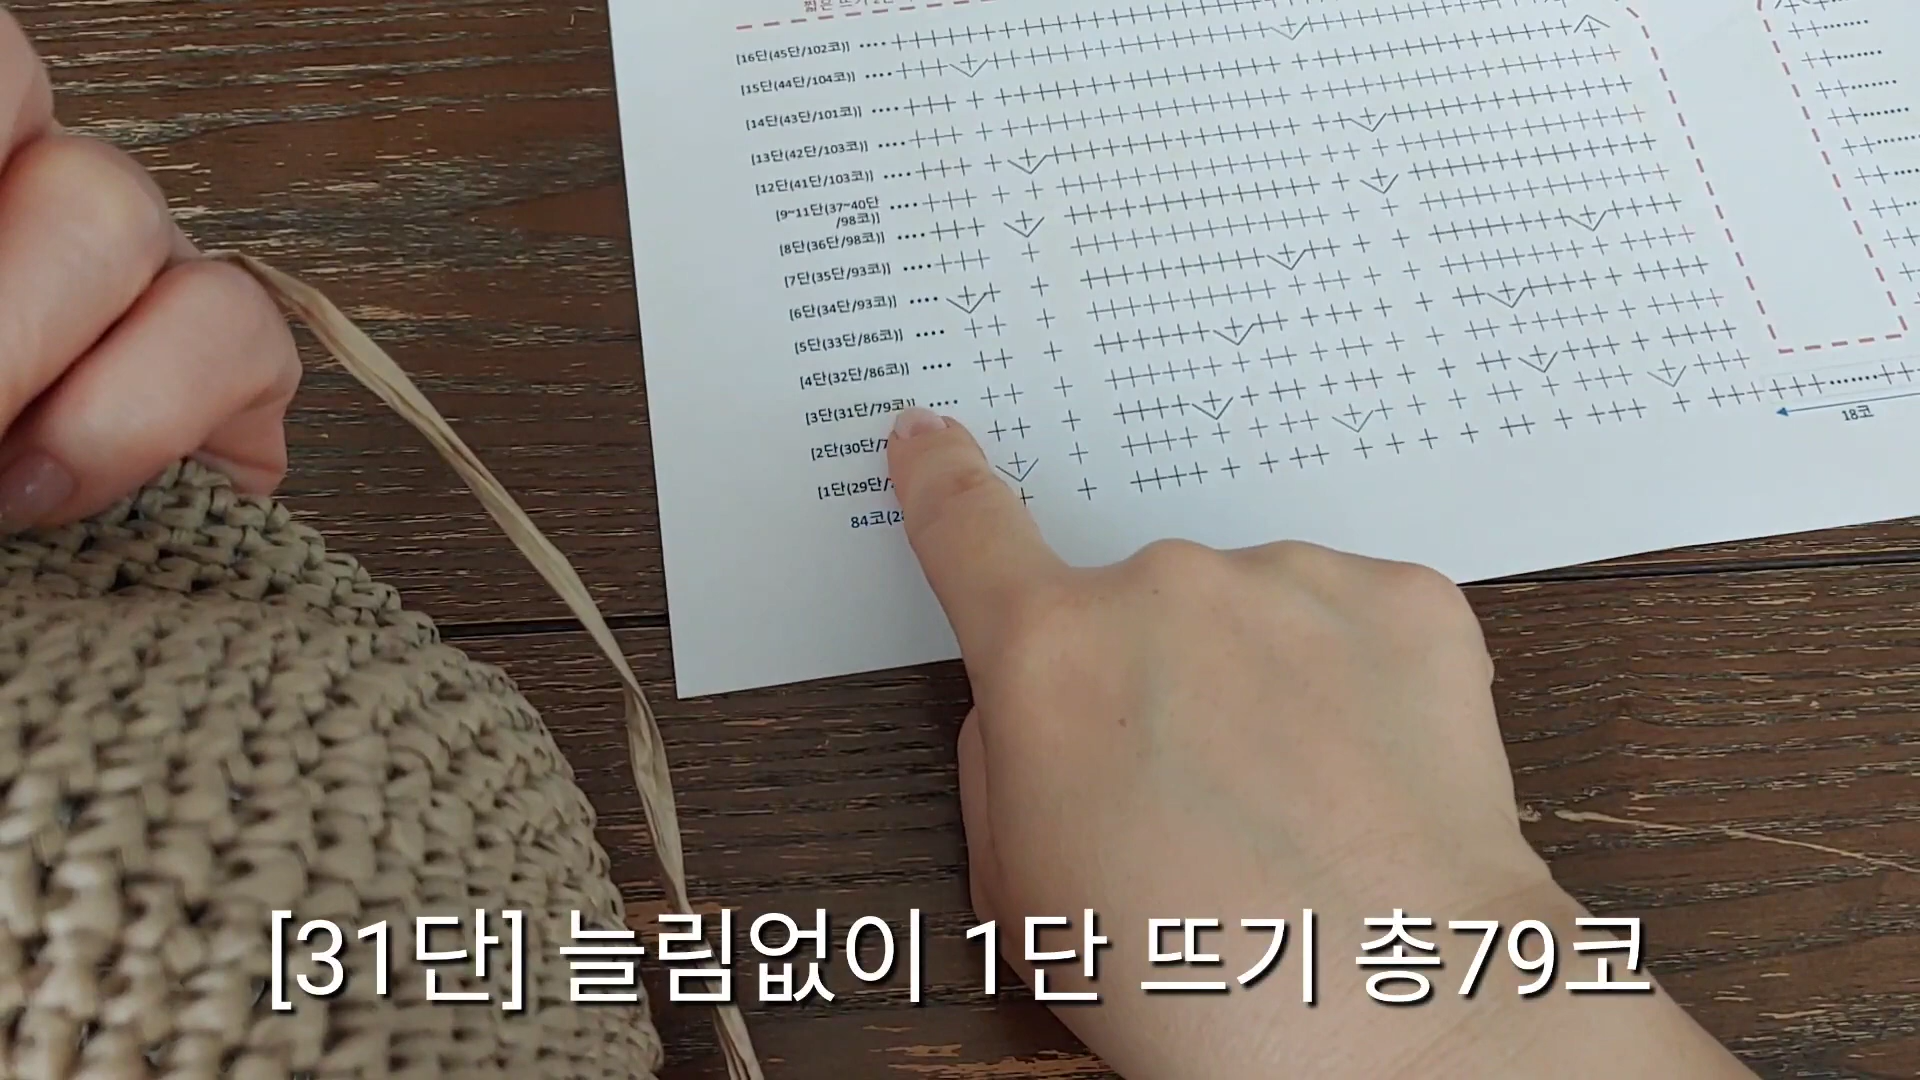 [16단(45단/102코)]
[15단(44단/104코)]
[14단(43단/101코)]
[13단(42단/103코)]
[12단(41단/103코)]
[9~11단(37~40단
/98코)]
[8단(36단/98코)]
[7단(35단/93코)]
[6단(34단/93코)]
[5단(33단/86코)]
[4단(32단/86코)]
[3단(31단/79코)]
[2단(30단/7
[1단(29단/
84코(28
18코
[31단] 늘림없이 1단 뜨기 총79코